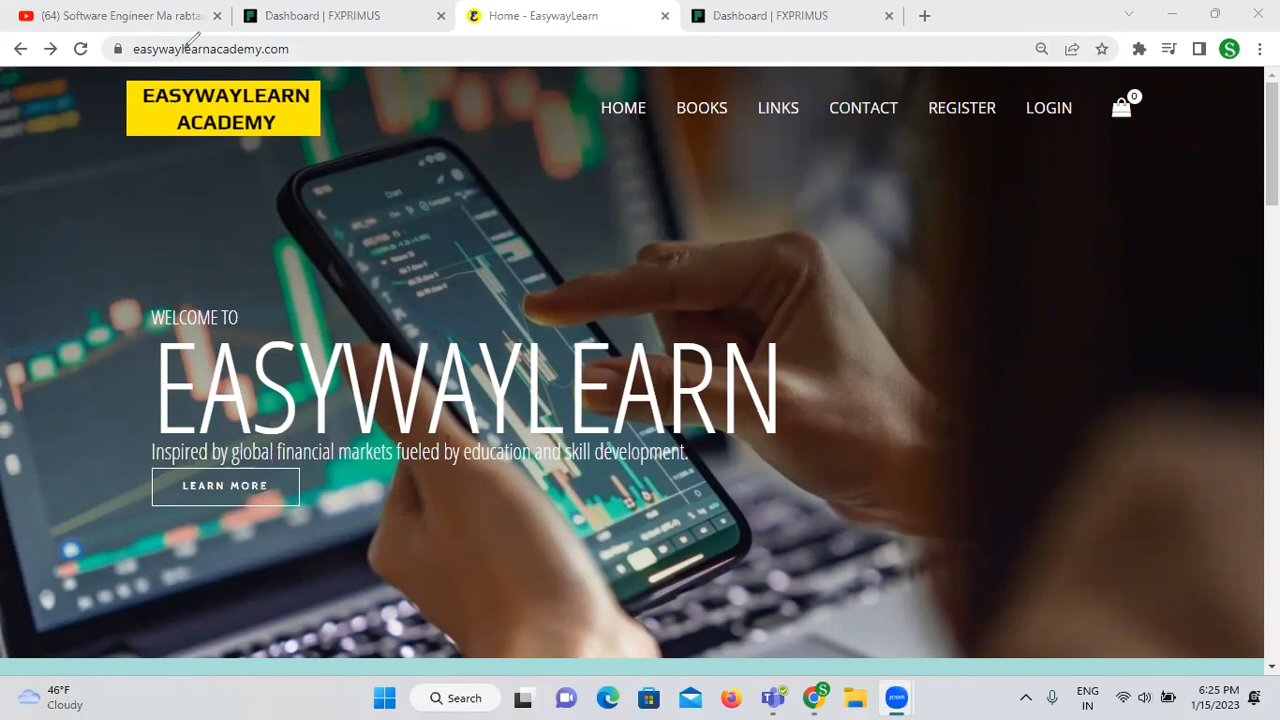 (64) Software Engineer Ma rabta
Dashboard | FXPRIMUS
Home - EasywayLearn
Dashboard | FXPRIMUS
easywaylearnacademy.com
S
EASYWAYLEARN
ACADEMY
HOME
BOOKS
LINKS
CONTACT
REGISTER
LOGIN
0
Chart
WELCOME TO
EASYWAYLEARN
Inspired by global financial markets fueled by education and skill development.
LEARN MORE
46°F
Cloudy
Search
ENG
IN
6:25 PM
1/15/2023